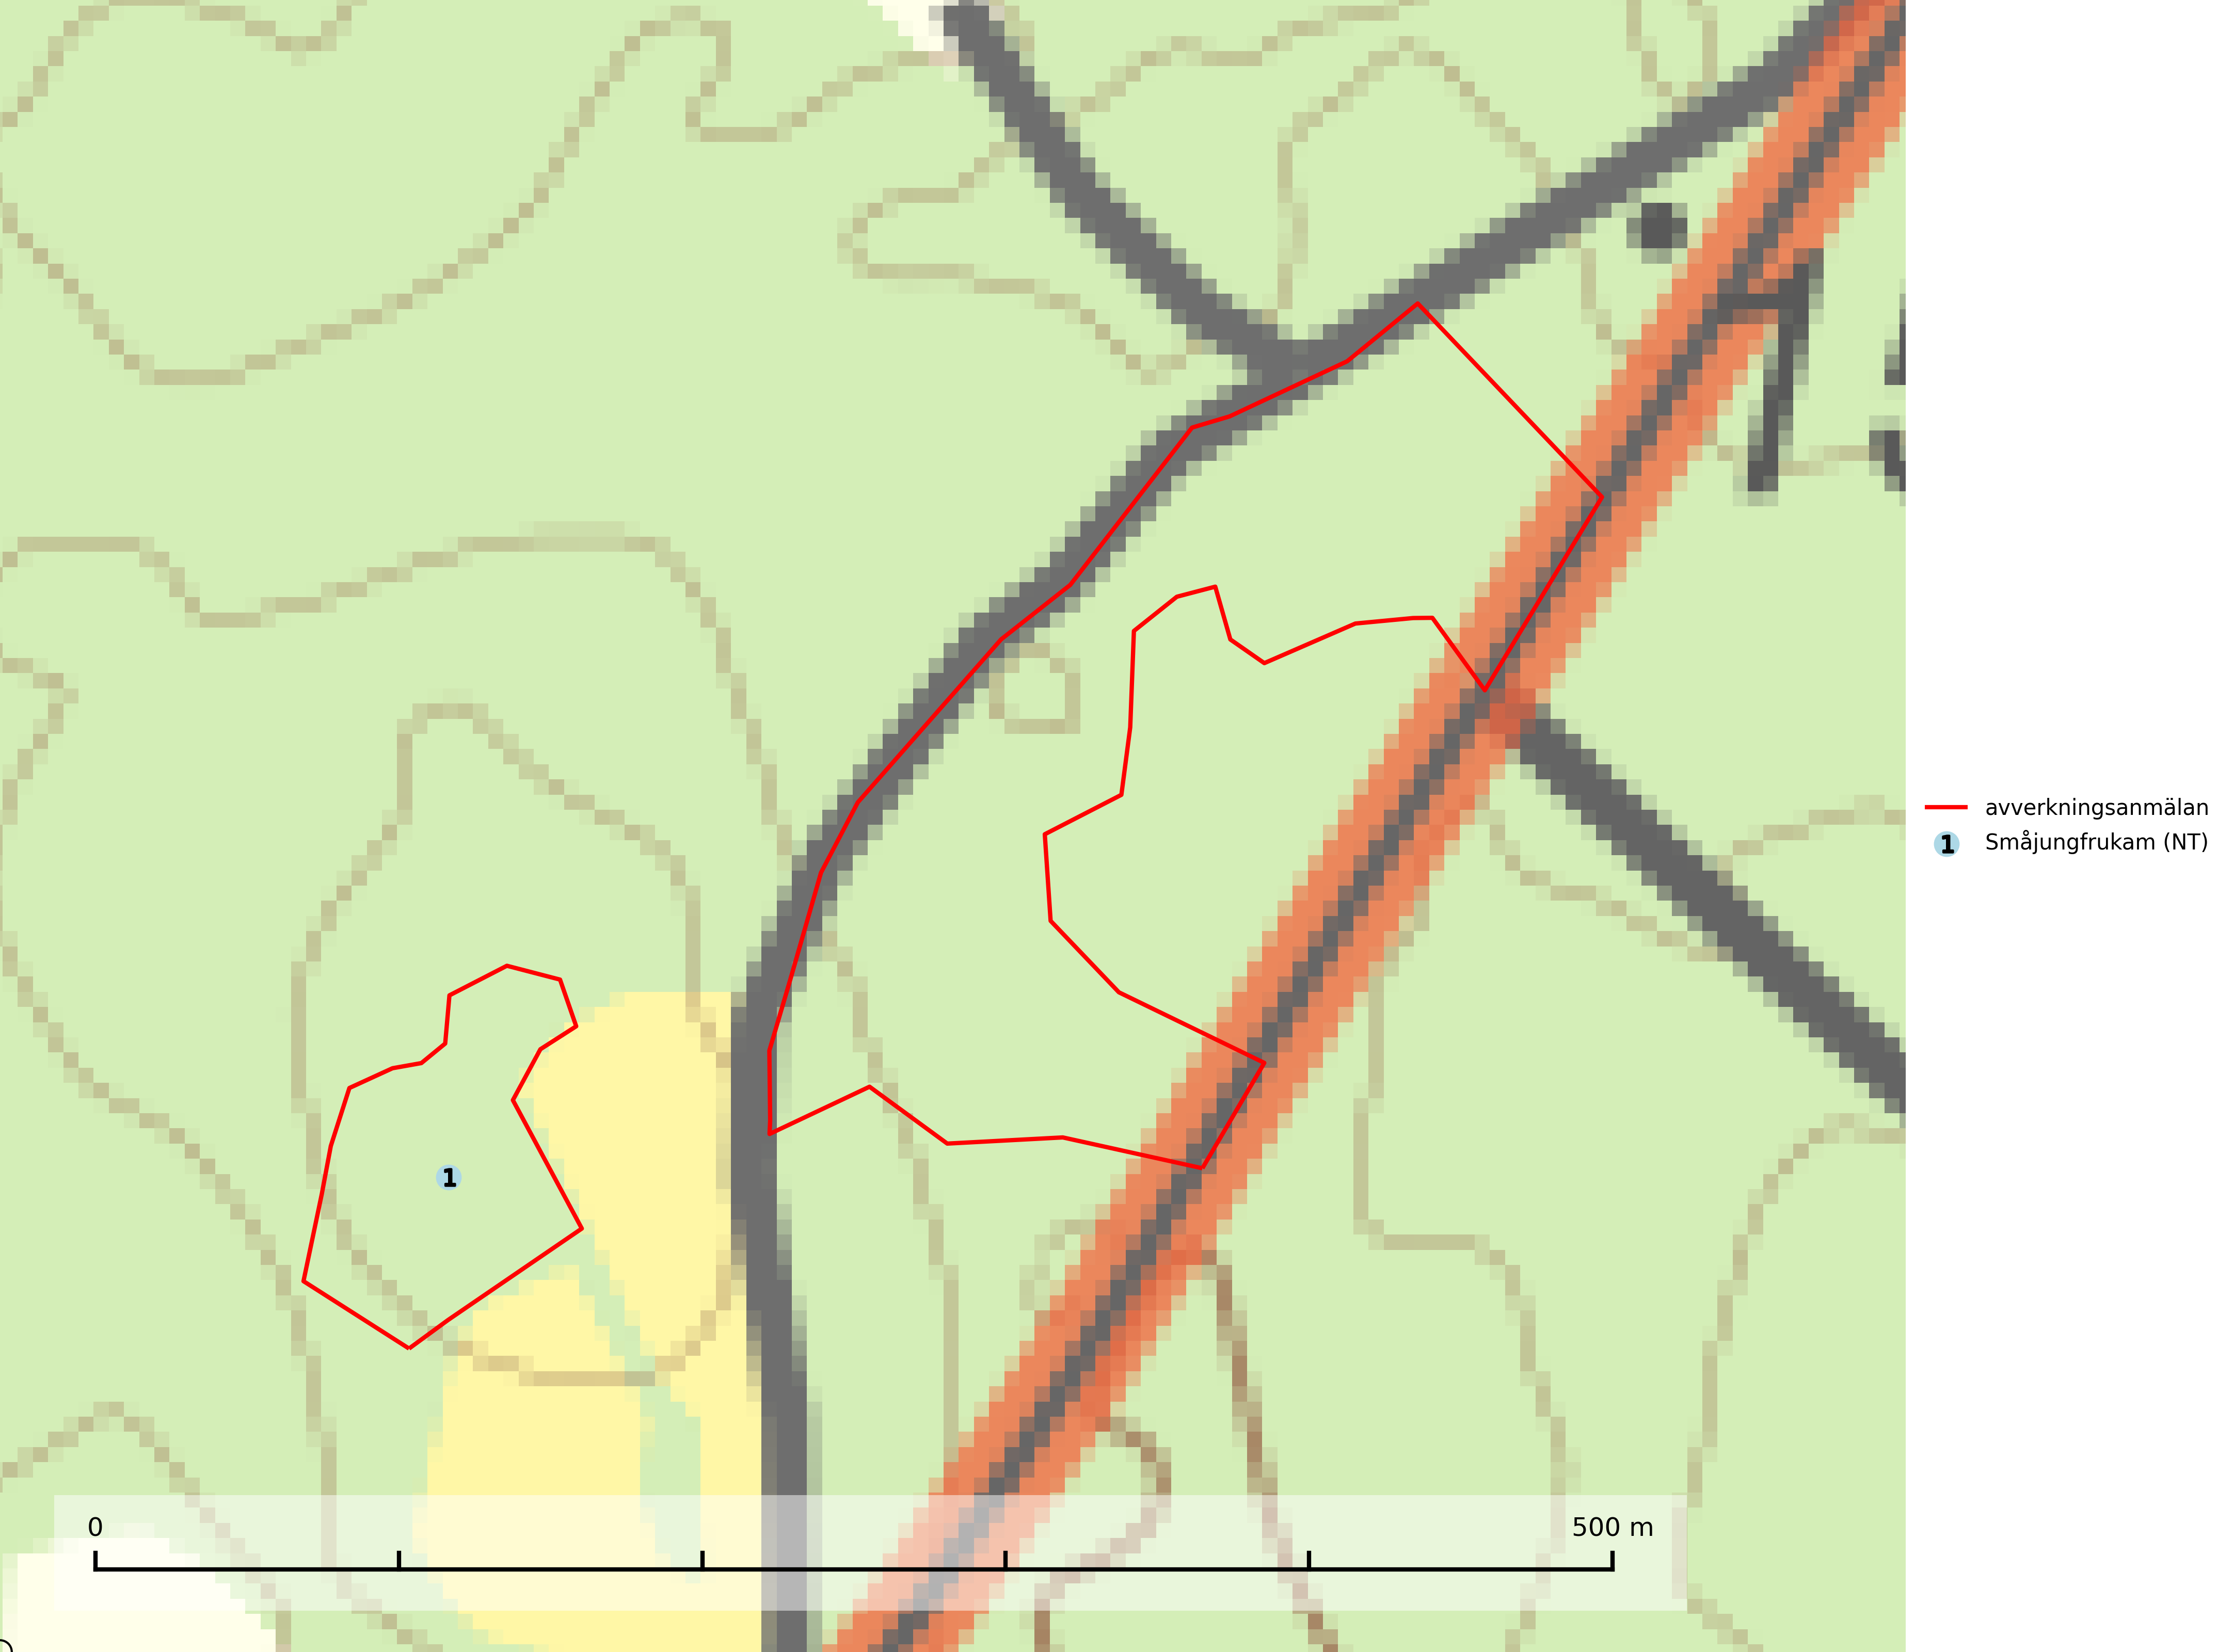 avverkningsanmälan
1 Småjungfrukam (NT)
1
0 500 m